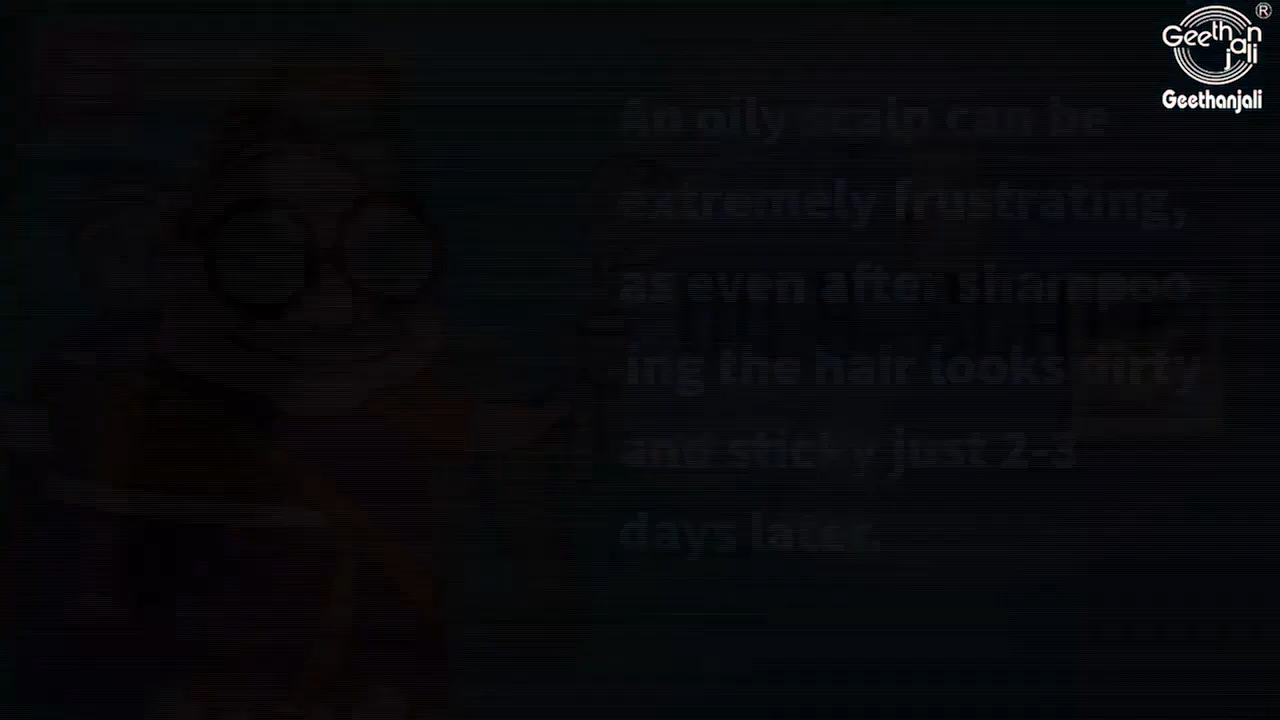 Geethanjali
®
Geethanjali
An oily scalp can be
extremely frustrating,
as even after shampoo
ing the hair looks dirty
and sticky just 2-3
days later.